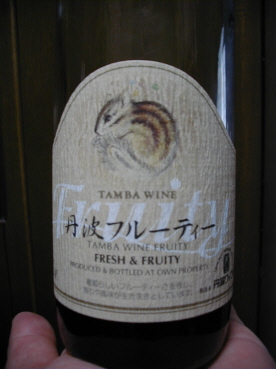 TAMBA WINE
Fruity
丹波フルーティー
TAMBA WINE FRUITY
FRESH & FRUITY
PRODUCED & BOTTLED AT OWN PROPERTY